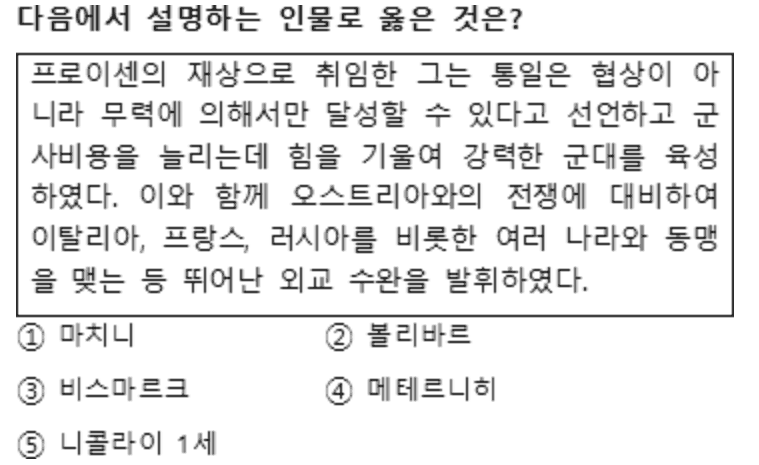 다음에서 설명하는 인물로 옳은 것은?
프로이센의 재상으로 취임한 그는 통일은 협상이 아
니라 무력에 의해서만 달성할 수 있다고 선언하고 군
사비용을 늘리는데 힘을 기울여 강력한 군대를 육성
하였다. 이와 함께 오스트리아와의 전쟁에 대비하여
이탈리아, 프랑스, 러시아를 비롯한 여러 나라와 동맹
을 맺는 등 뛰어난 외교 수완을 발휘하였다.
① 마치니 ② 볼리바르
③ 비스마르크 ④ 메테르니히
⑤ 니콜라이 1세